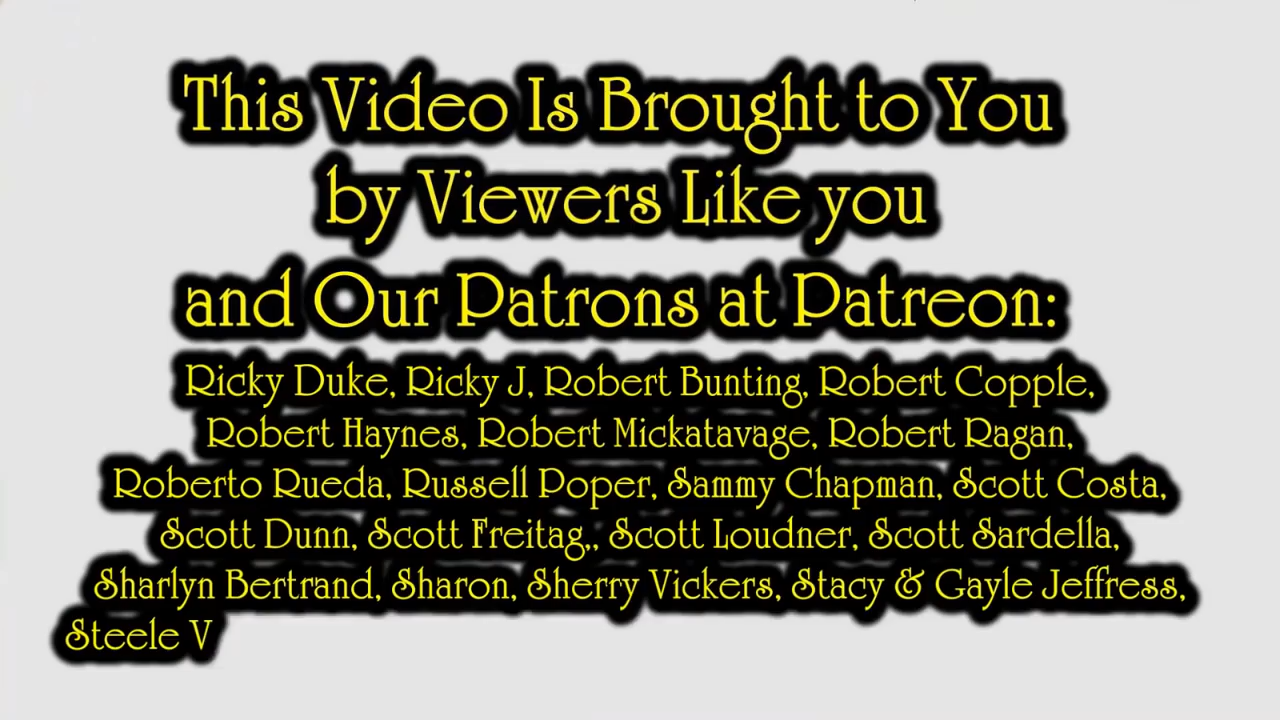 This Video Is Brought to You
by Viewers Like you
and Our Patrons at Patreon:
Ricky Duke, Ricky J, Robert Bunting, Robert Copple,
Robert Haynes, Robert Mickatavage, Robert Ragan,
Roberto Rueda, Russell Poper, Sammy Chapman, Scott Costa,
Scott Dunn, Scott Freitag,, Scott Loudner, Scott Sardella,
Sharlyn Bertrand, Sharon, Sherry Vickers, Stacy & Gayle Jeffress,
Steele V